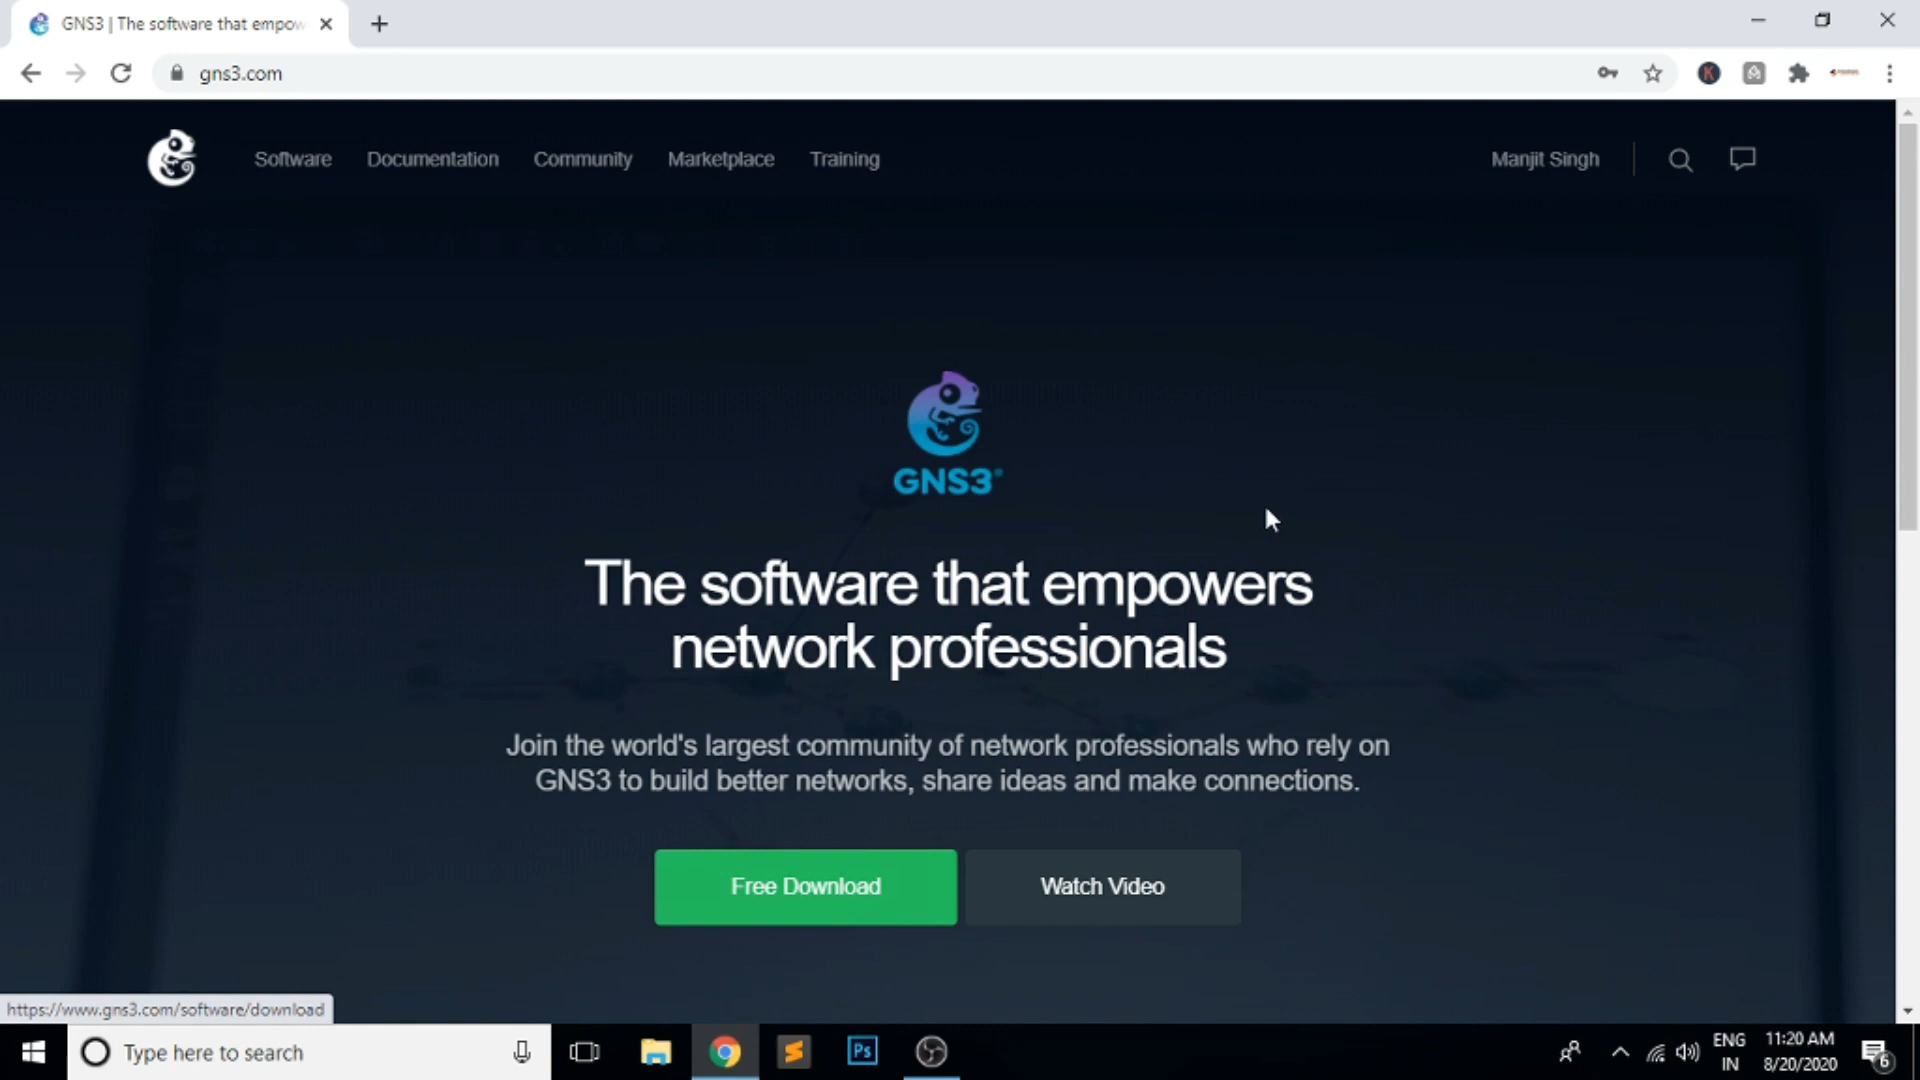 GNS3 | The software that empow
gns3.com
K
Software Documentation Community Marketplace Training
Manjit Singh
GNS3®
The software that empowers
network professionals
Join the world's largest community of network professionals who rely on
GNS3 to build better networks, share ideas and make connections.
Free Download
Watch Video
https://www.gns3.com/software/download
Type here to search
Ps
ENG
IN
11:20 AM
8/20/2020
6